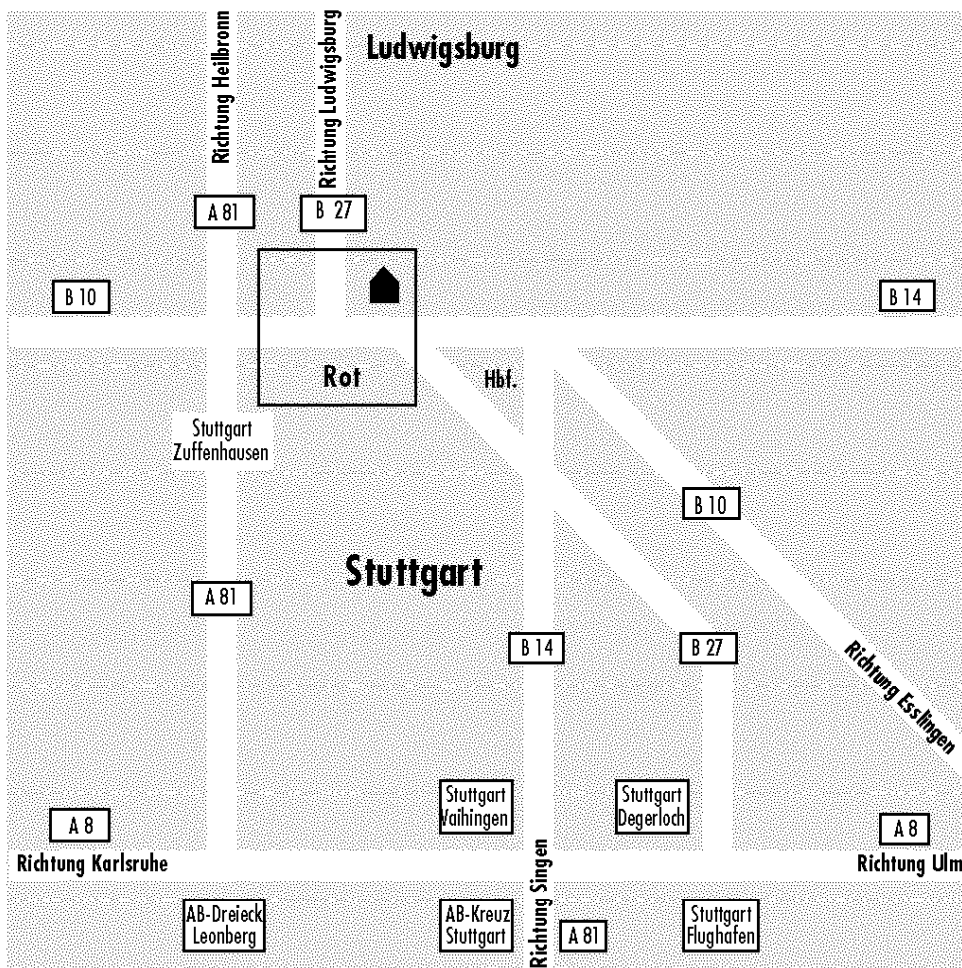 Richtung Heilbronn
Richtung Ludwigsburg
Ludwigsburg
A 81
B 27
B 10
B 14
Rot
Hbf.
Stuttgart
Zuffenhausen
B 10
Stuttgart
A 81
B 14
B 27
Richtung Esslingen
Stuttgart
Vaihingen
Stuttgart
Degerloch
A 8
A 8
Richtung Karlsruhe
Richtung Ulm
Richtung Singen
AB-Dreieck
Leonberg
AB-Kreuz
Stuttgart
A 81
Stuttgart
Flughafen